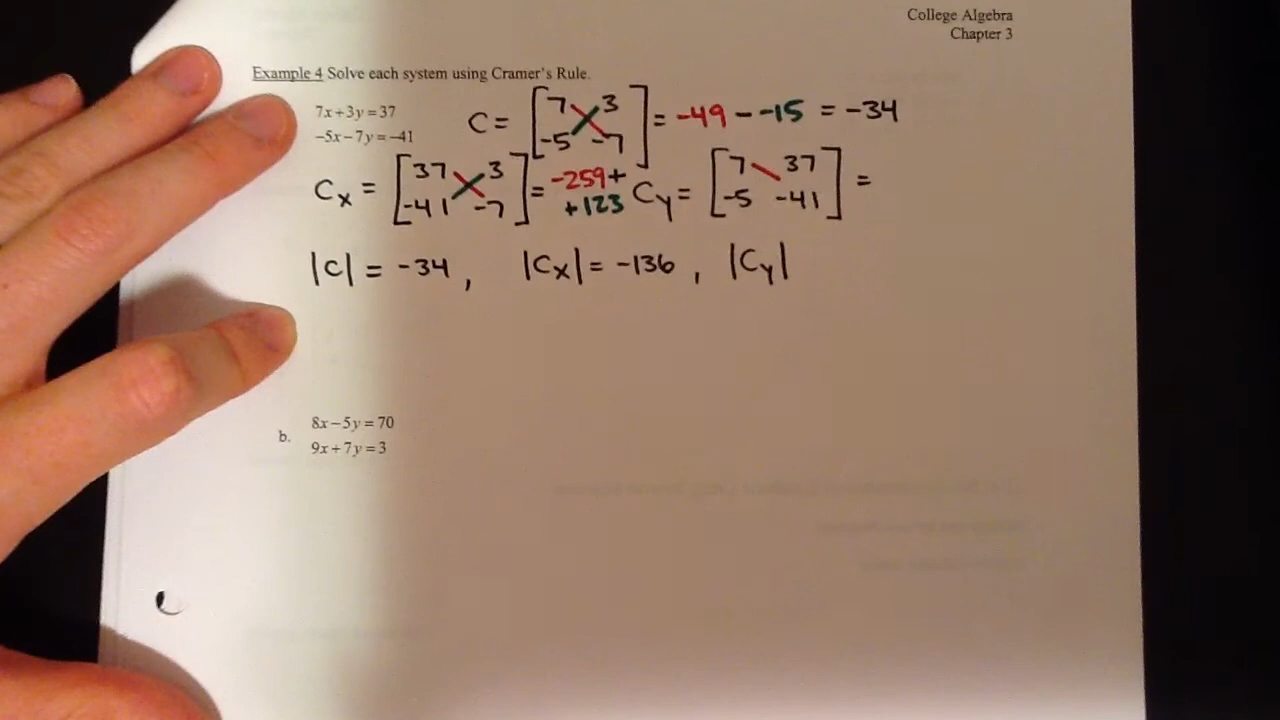 College Algebra
Chapter 3
Example 4 Solve each system using Cramer's Rule.
7x+3y=37
-5x-7y=-41
C= [7 3 -5 -7] = -49 - -15 = -34
Cx = [37 3 -41 -7] = -259+ +123
Cy= [7 37 -5 -41] =
|C| = -34, |Cx| = -136, |Cy|
b.
8x-5y=70
9x+7y=3